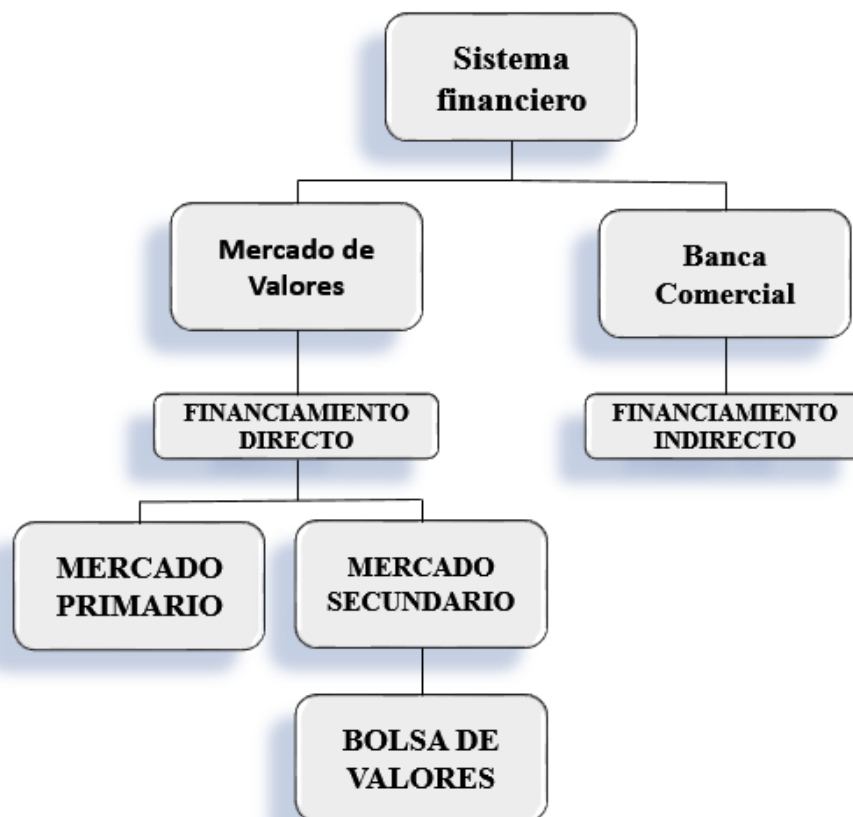 Sistema
financiero
Mercado de
Valores
Banca
Comercial
FINANCIAMIENTO
DIRECTO
FINANCIAMIENTO
INDIRECTO
MERCADO
PRIMARIO
MERCADO
SECUNDARIO
BOLSA DE
VALORES